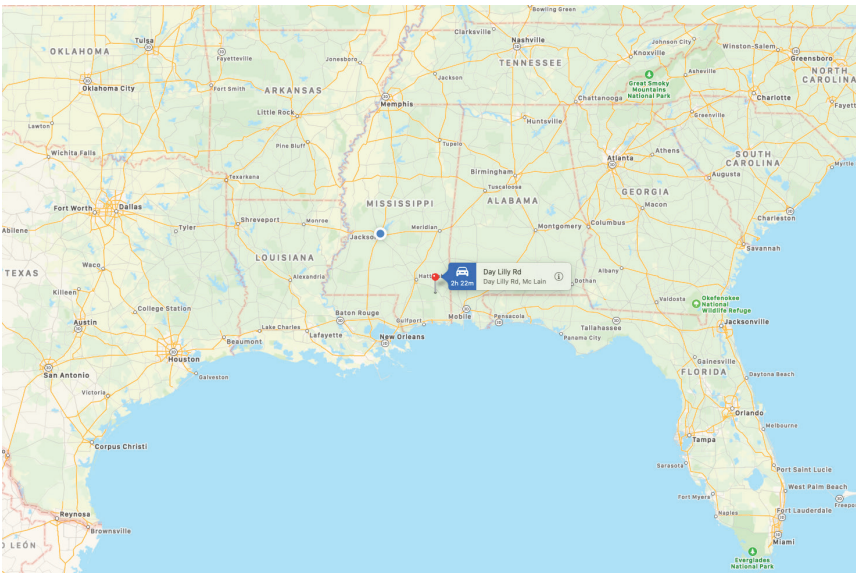 Bowling Green
Clarksville
Nashville
Johnson City
Winston-Salem
Greensboro
Tulsa
OKLAHOMA
Fayetteville
Jonesboro
Knoxville
TENNESSEE
NORTH
CAROLINA
Oklahoma City
Fort Smith
ARKANSAS
Jackson
Asheville
Great Smoky
Mountains
National Park
Memphis
Chattanooga
Charlotte
Fayett
Little Rock
Huntsville
Greenville
Lawton
Pine Bluff
Tupelo
Wichita Falls
Atlanta
Athens
SOUTH
CAROLINA
Myrtle
Texarkana
Birmingham
Tuscaloosa
Augusta
GEORGIA
Macon
MISSISSIPPI
ALABAMA
Fort Worth
Dallas
Charleston
Abilene
Tyler
Shreveport
Monroe
Jackso
Meridian
Montgomery
Columbus
Savannah
LOUISIANA
TEXAS
Waco
Alexandria
Hatt
2h 22m
Day Lilly Rd
Day Lilly Rd, Mc Lain
Albany
Dothan
Killeen
Valdosta
Okefenokee
National
Wildlife Refuge
College Station
Baton Rouge
Gulfport
Mobile
Pensacola
Tallahassee
Jacksonville
Austin
Lake Charles
Lafayette
New Orleans
Panama City
Beaumont
Houston
Gainesville
San Antonio
Galveston
FLORIDA
Daytona Beach
Victoria
Orlando
Melbourne
Corpus Christi
Tampa
Sarasota
Port Saint Lucie
West Palm Beach
Fort Myers
Freepo
Reynosa
Naples
Fort Lauderdale
Brownsville
O LEÓN
Miami
Everglades
National Park